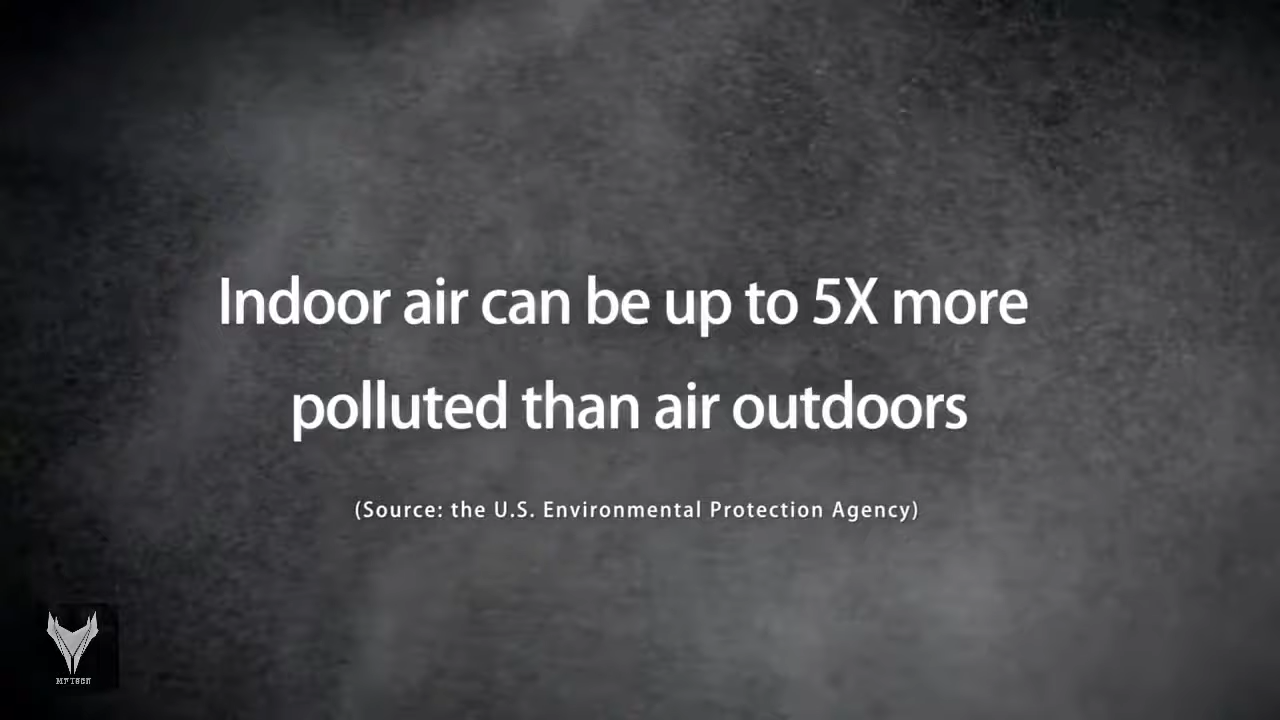 Indoor air can be up to 5X more
polluted than air outdoors
(Source: the U.S. Environmental Protection Agency)